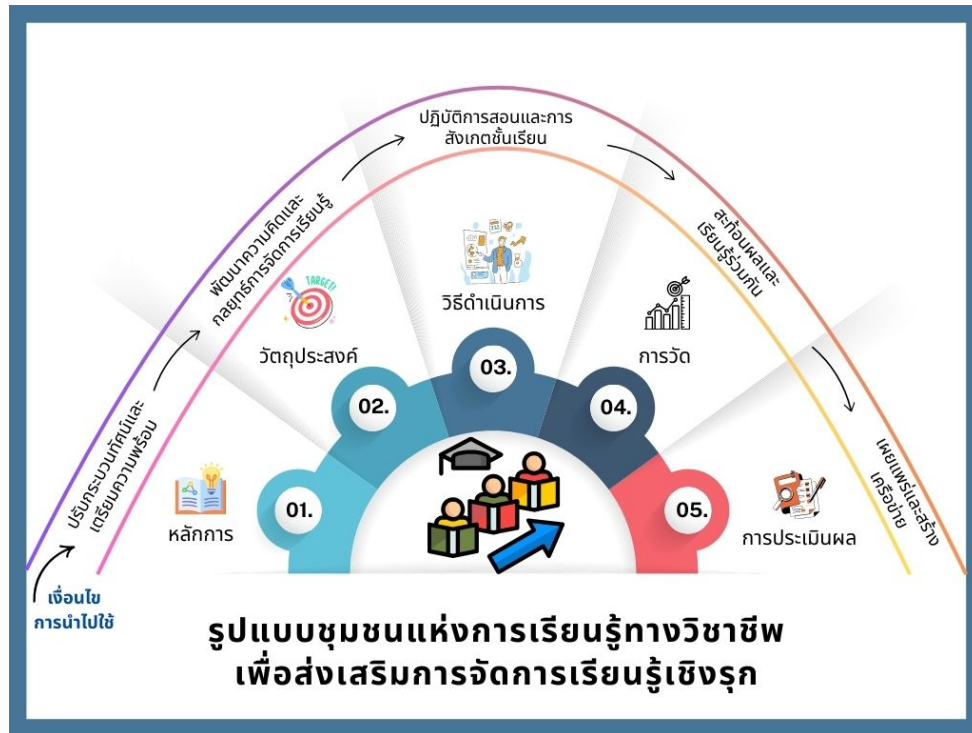 ปฏิบัติการสอนและการ
สังเกตชั้นเรียน
พัฒนาความคิดและ
กลยุทธ์การจัดการเรียนรู้
สะท้อนผลและ
เรียนรู้ร่วมกัน
ปรับกระบวนทัศน์และ
เตรียมความพร้อม
เผยแพร่และสร้าง
เครือข่าย
TARGET!
วัตถุประสงค์
วิธีดำเนินการ
การวัด
หลักการ
การประเมินผล
01.
02.
03.
04.
05.
เงื่อนไข
การนำไปใช้
รูปแบบชุมชนแห่งการเรียนรู้ทางวิชาชีพ
เพื่อส่งเสริมการจัดการเรียนรู้เชิงรุก